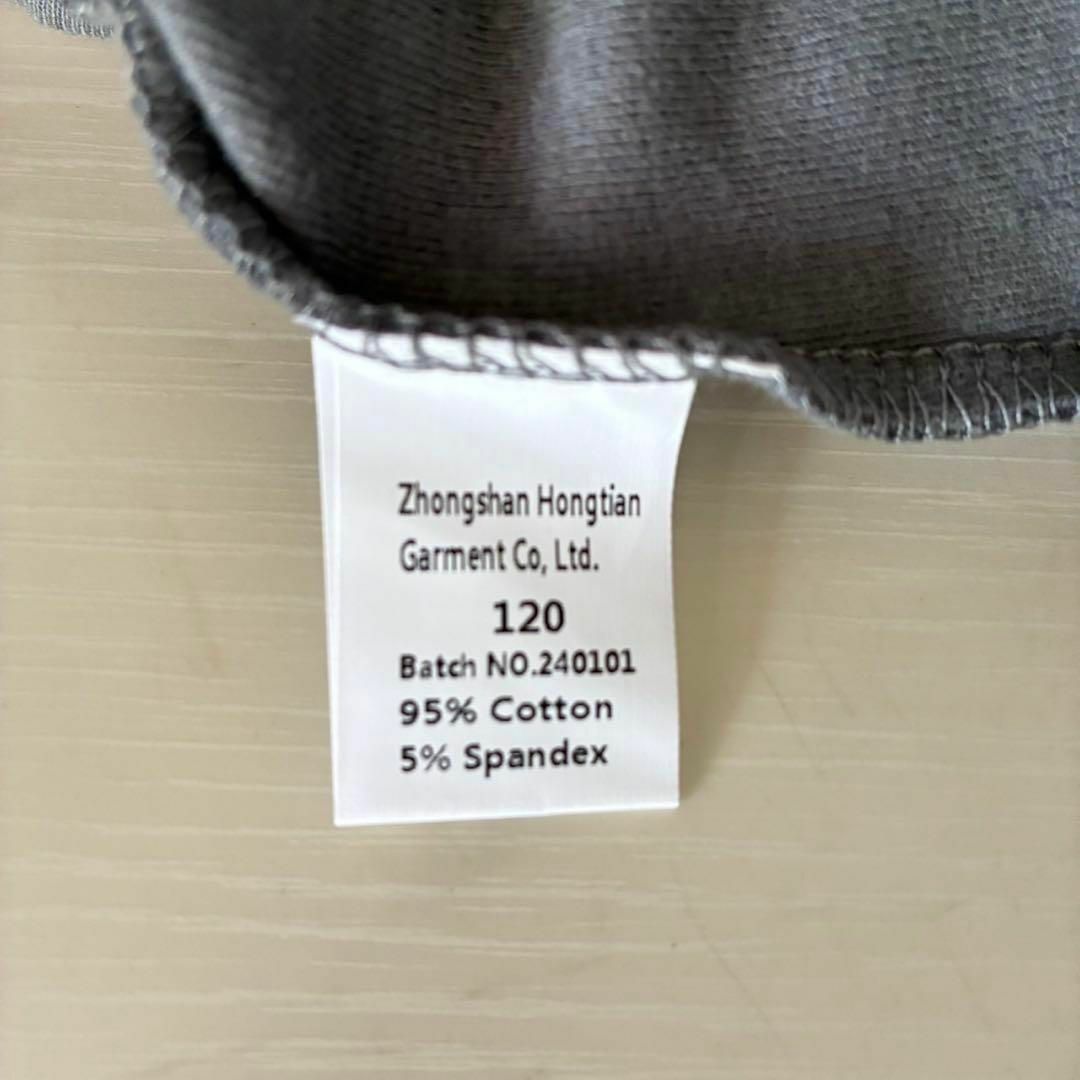 Zhongshan Hongtian
Garment Co, Ltd.
120
Batch NO.240101
95% Cotton
5% Spandex